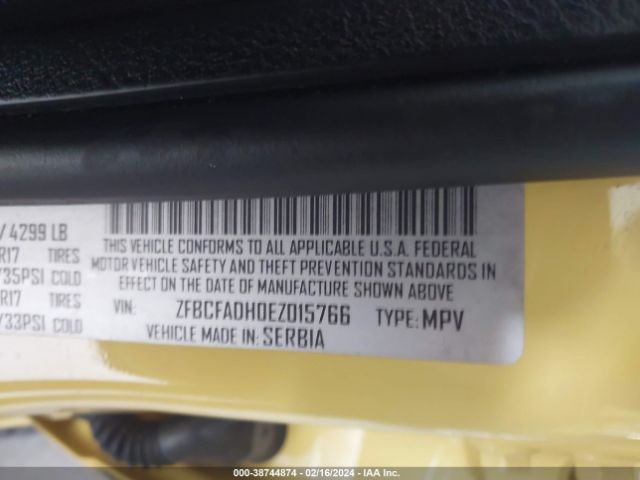 / 4299 LB
R17 TIRES
/35PSI COLD
R17 TIRES
/33PSI COLD
THIS VEHICLE CONFORMS TO ALL APPLICABLE U.S.A. FEDERAL
MOTOR VEHICLE SAFETY AND THEFT PREVENTION STANDARDS IN
EFFECT ON THE DATE OF MANUFACTURE SHOWN ABOVE
VIN: ZFBCFADH0EZ015766 TYPE: MPV
VEHICLE MADE IN: SERBIA
000-38744874 / 02/16/2024 - IAA Inc.